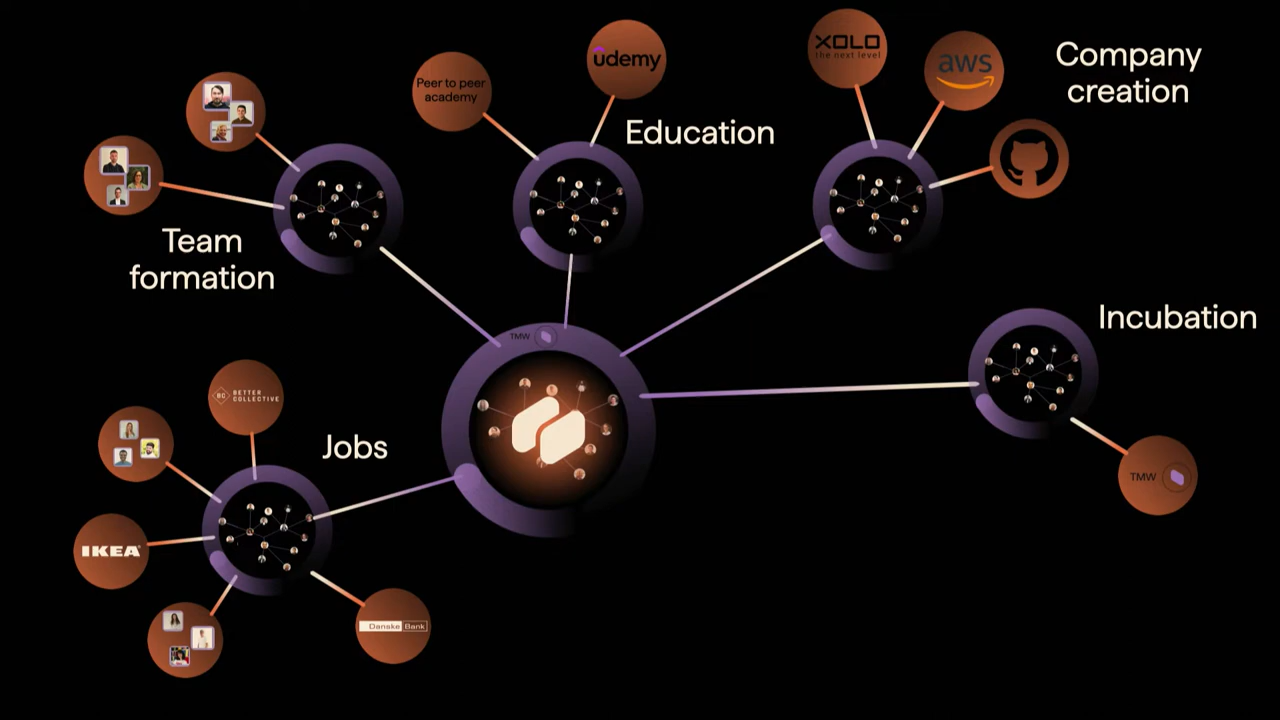 XOLO
the next level
aws
Company
creation
udemy
Peer to peer
academy
Education
Team
formation
Incubation
TMW
BC
BETTER
COLLECTIVE
Jobs
TMW
IKEA
Danske Bank